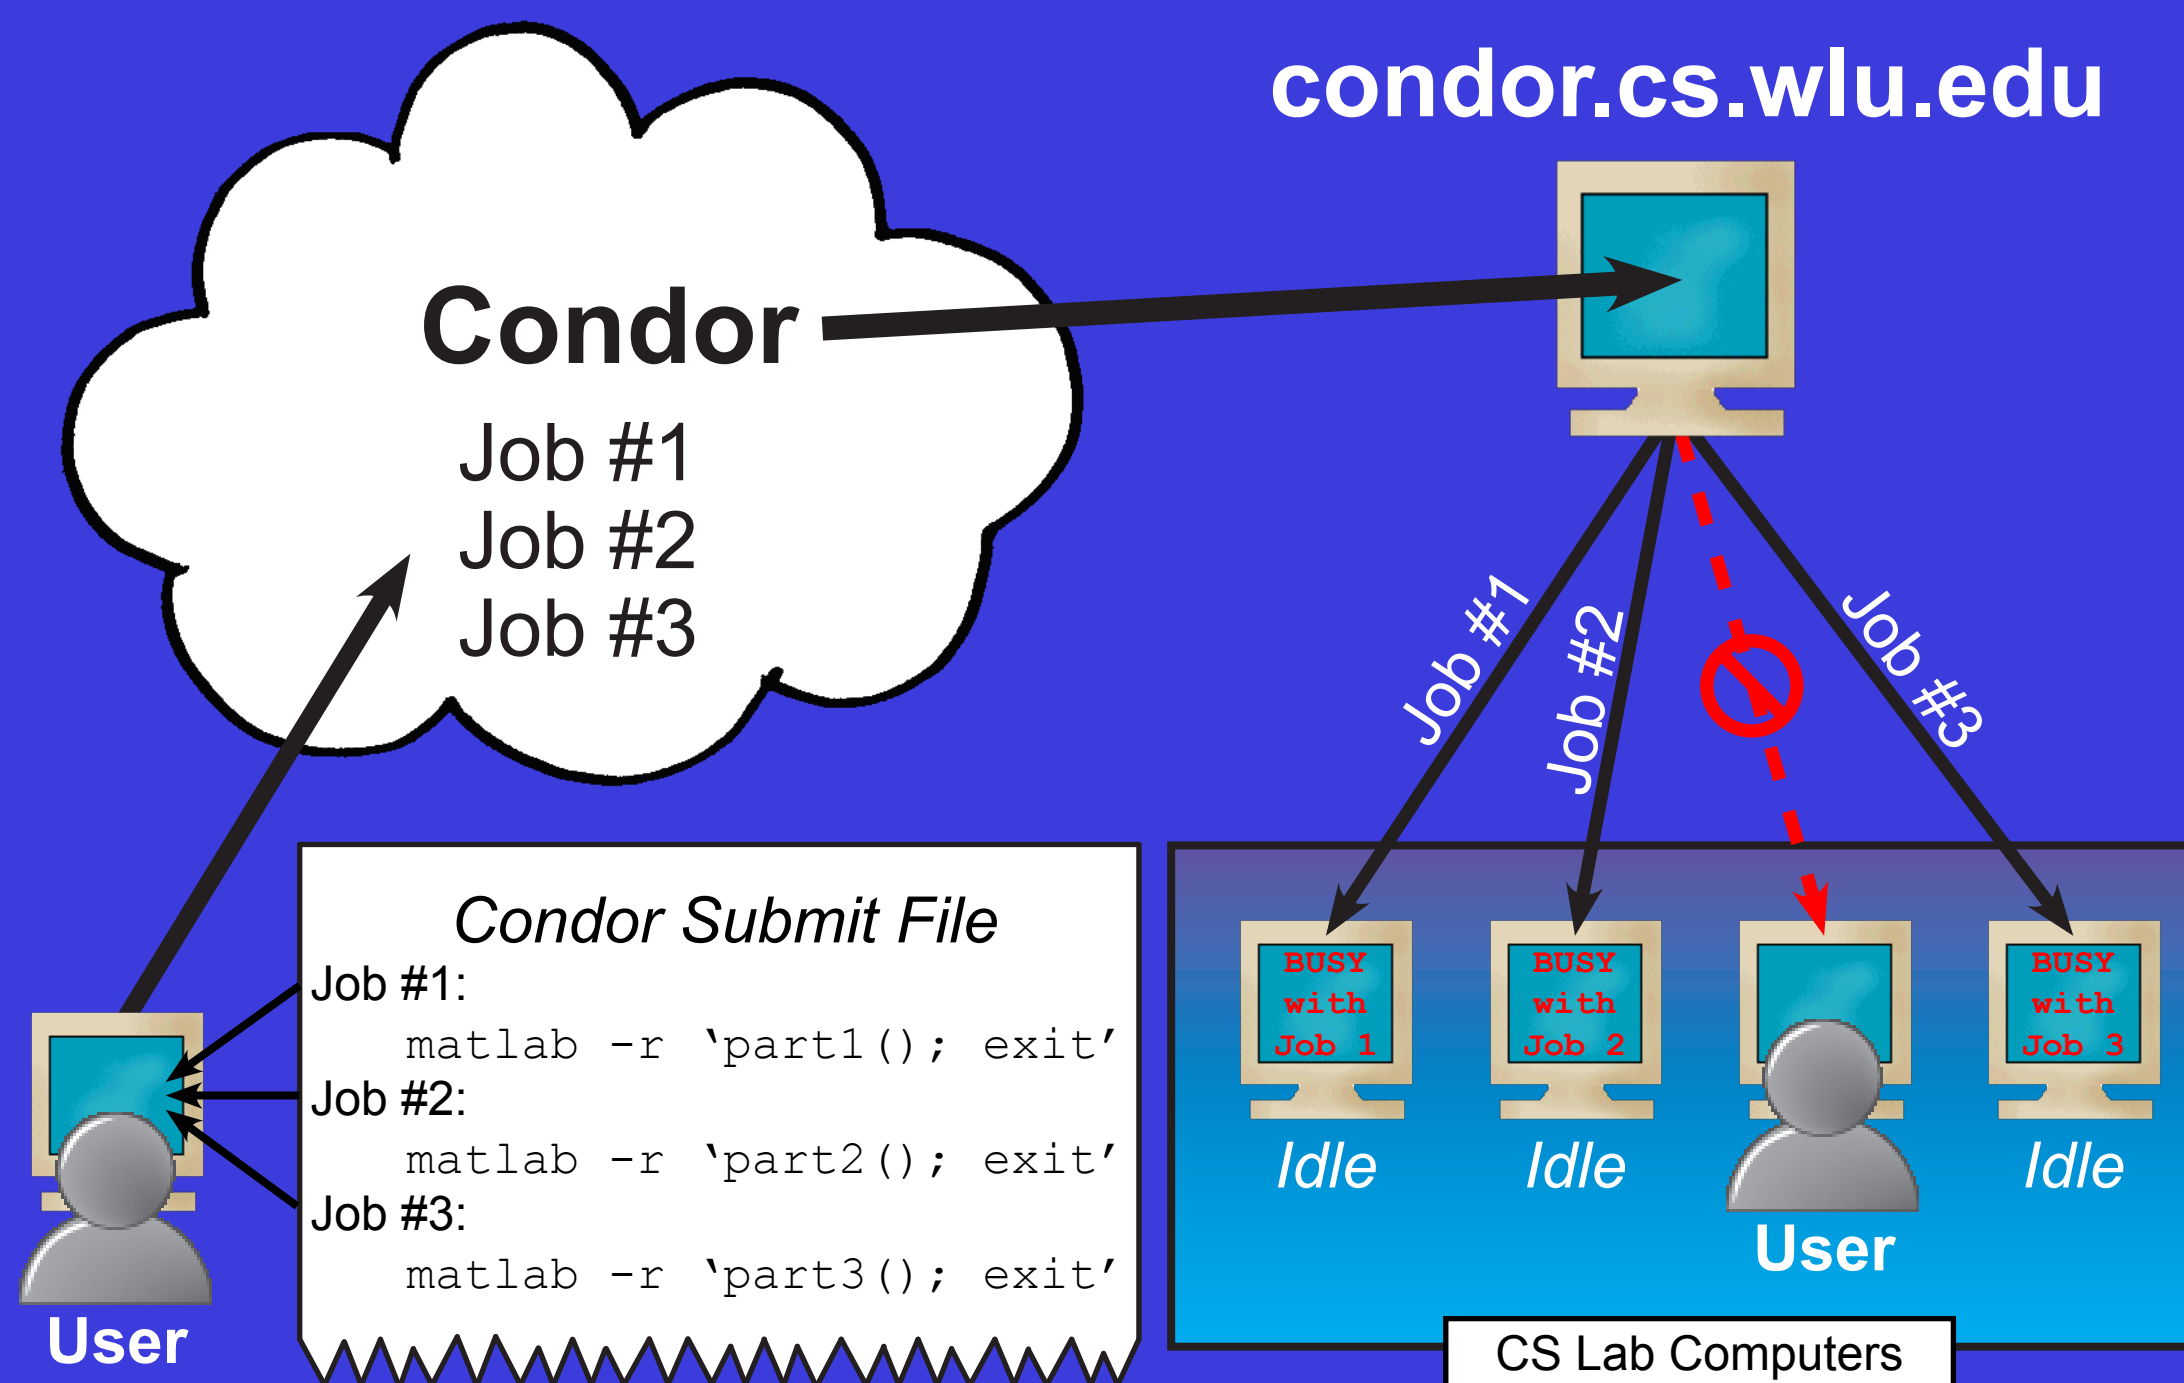 condor.cs.wlu.edu
Condor
Job #1
Job #2
Job #3
Job #1
Job #2
Job #3
Condor Submit File
Job #1:
matlab -r ‘part1(); exit’
Job #2:
matlab -r ‘part2(); exit’
Job #3:
matlab -r ‘part3(); exit’
User
BUSY
with
Job 1
Idle
BUSY
with
Job 2
Idle
User
BUSY
with
Job 3
Idle
CS Lab Computers